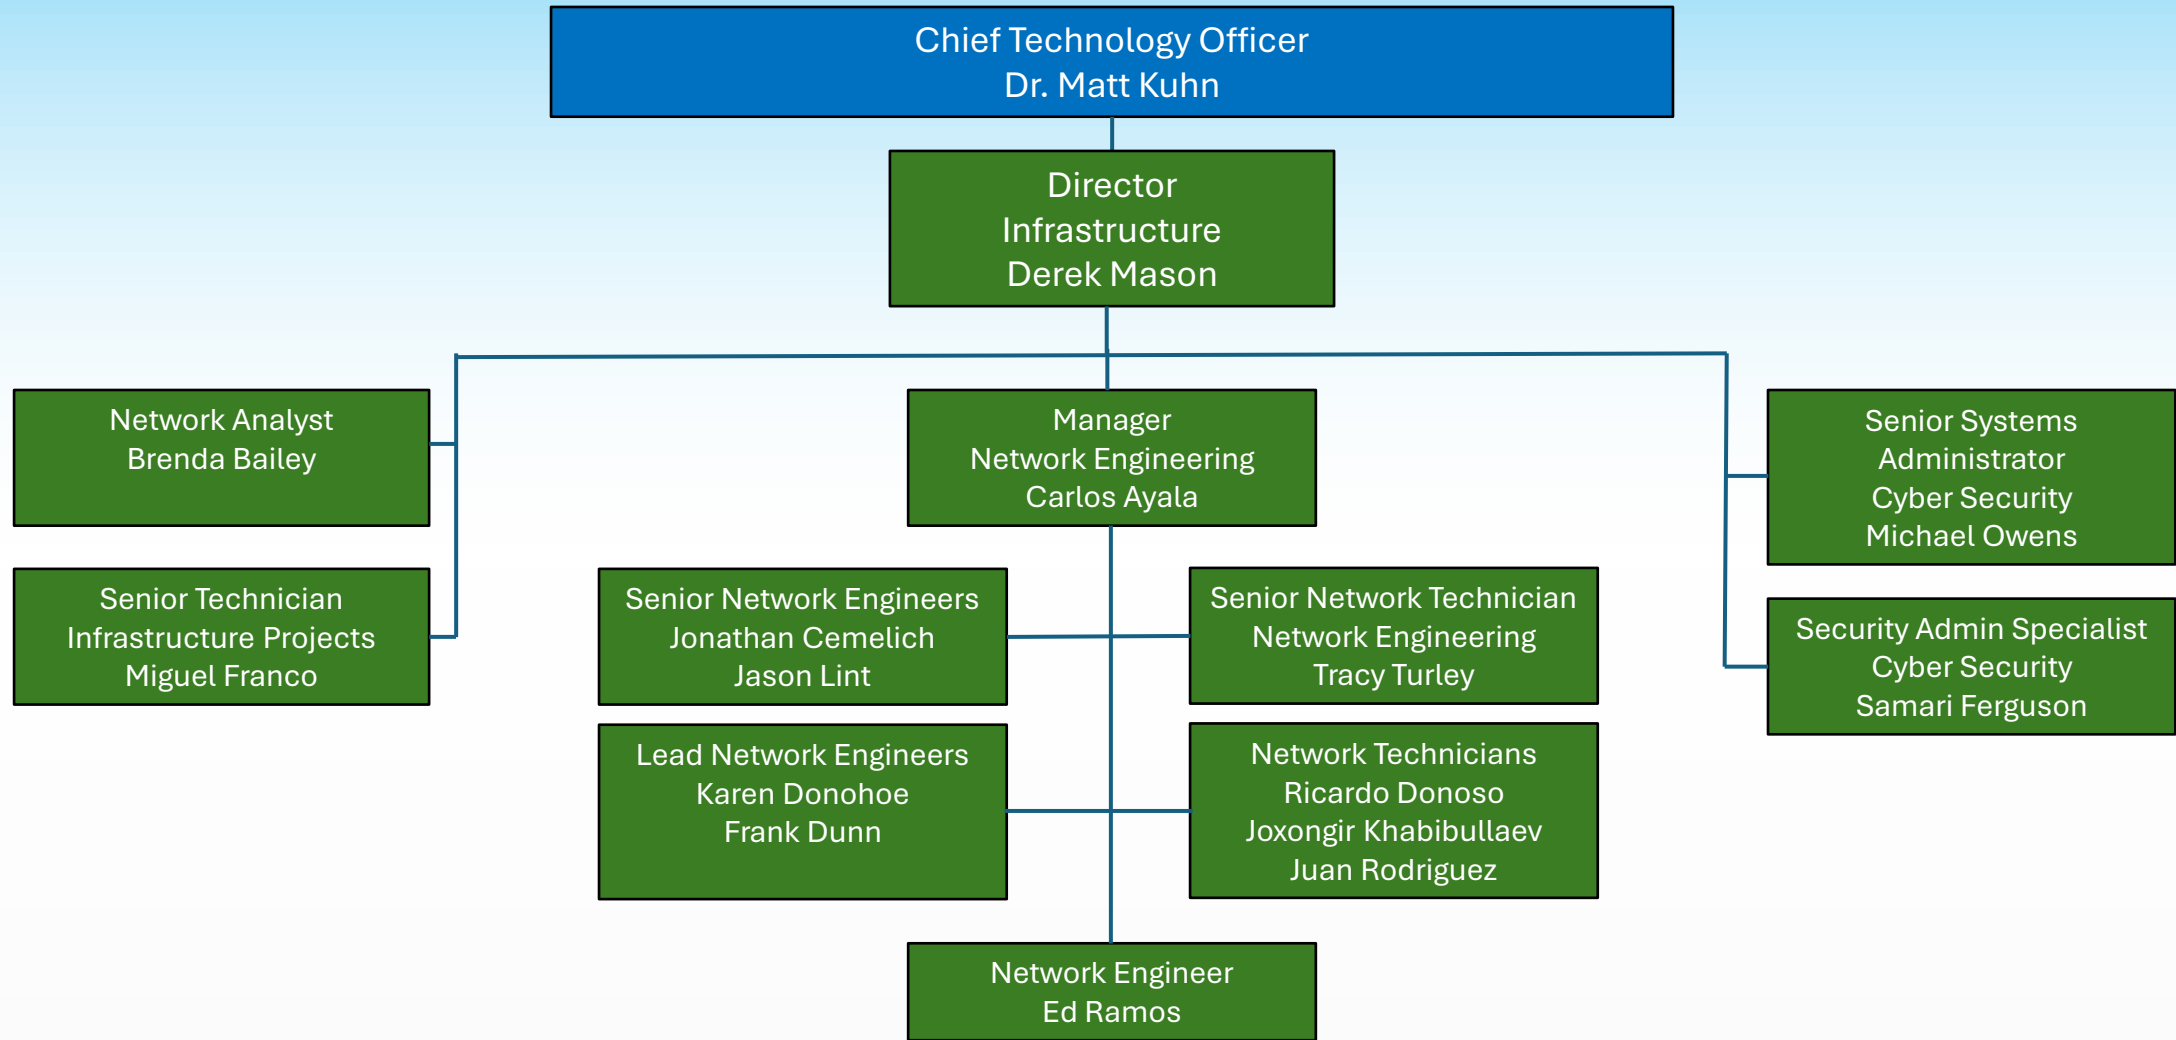 Chief Technology Officer
Dr. Matt Kuhn
Director
Infrastructure
Derek Mason
Network Analyst
Brenda Bailey
Manager
Network Engineering
Carlos Ayala
Senior Systems
Administrator
Cyber Security
Michael Owens
Senior Technician
Infrastructure Projects
Miguel Franco
Senior Network Engineers
Jonathan Cemelich
Jason Lint
Senior Network Technician
Network Engineering
Tracy Turley
Security Admin Specialist
Cyber Security
Samari Ferguson
Lead Network Engineers
Karen Donohoe
Frank Dunn
Network Technicians
Ricardo Donoso
Joxongir Khabibullaev
Juan Rodriguez
Network Engineer
Ed Ramos